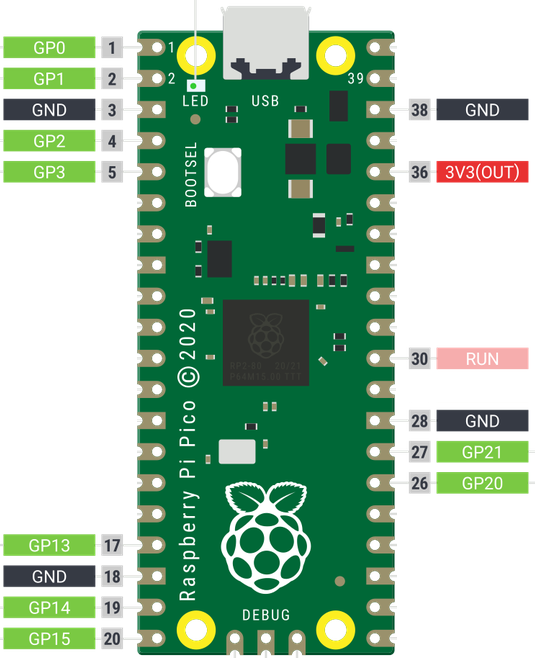 GP0 1
GP1 2
GND 3
GP2 4
GP3 5
GP13 17
GND 18
GP14 19
GP15 20
1
2
LED
USB
39
BOOTSEL
Raspberry Pi Pico ©2020
DEBUG
38 GND
36 3V3(OUT)
30 RUN
28 GND
27 GP21
26 GP20